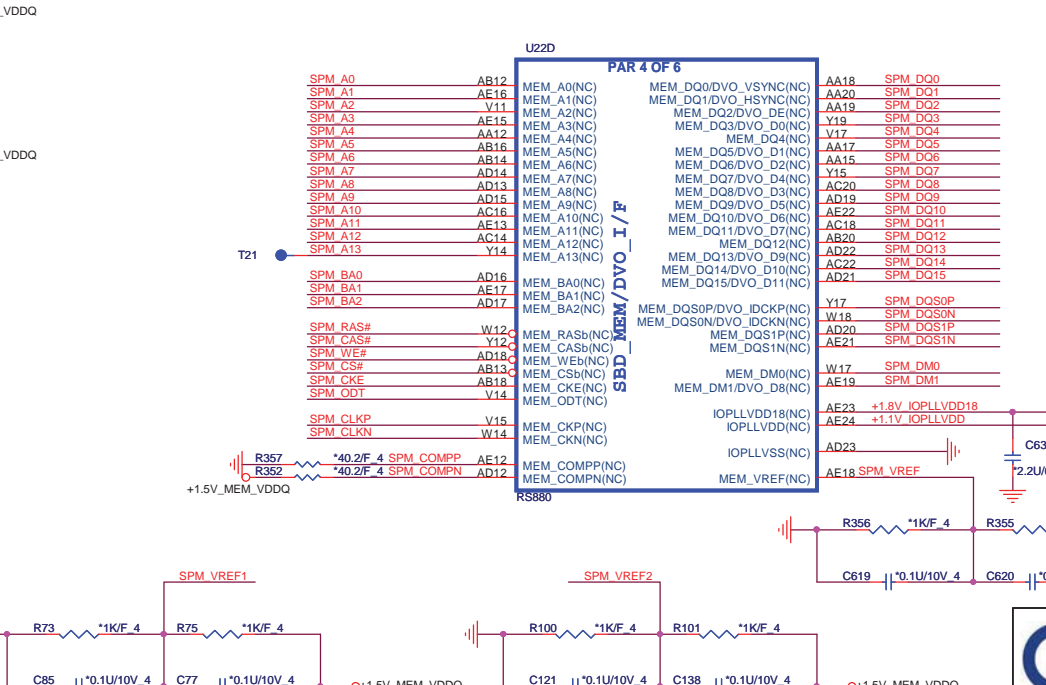 _VDDQ
_VDDQ
U22D
PAR 4 OF 6
SBD_MEM/DVO_I/F
SPM_A0 AB12 MEM_A0(NC)
SPM_A1 AE16 MEM_A1(NC)
SPM_A2 V11 MEM_A2(NC)
SPM_A3 AE15 MEM_A3(NC)
SPM_A4 AA12 MEM_A4(NC)
SPM_A5 AB16 MEM_A5(NC)
SPM_A6 AB14 MEM_A6(NC)
SPM_A7 AD14 MEM_A7(NC)
SPM_A8 AD13 MEM_A8(NC)
SPM_A9 AD15 MEM_A9(NC)
SPM_A10 AC16 MEM_A10(NC)
SPM_A11 AE13 MEM_A11(NC)
SPM_A12 AC14 MEM_A12(NC)
T21 SPM_A13 Y14 MEM_A13(NC)
SPM_BA0 AD16 MEM_BA0(NC)
SPM_BA1 AE17 MEM_BA1(NC)
SPM_BA2 AD17 MEM_BA2(NC)
SPM_RAS# W12 MEM_RASb(NC)
SPM_CAS# Y12 MEM_CASb(NC)
SPM_WE# AD18 MEM_WEb(NC)
SPM_CS# AB13 MEM_CSb(NC)
SPM_CKE AB18 MEM_CKE(NC)
SPM_ODT V14 MEM_ODT(NC)
SPM_CLKP V15 MEM_CKP(NC)
SPM_CLKN W14 MEM_CKN(NC)
R357 *40.2/F_4 SPM_COMPP AE12 MEM_COMPP(NC)
R352 *40.2/F_4 SPM_COMPN AD12 MEM_COMPN(NC)
+1.5V_MEM_VDDQ
RS880
MEM_DQ0/DVO_VSYNC(NC) AA18 SPM_DQ0
MEM_DQ1/DVO_HSYNC(NC) AA20 SPM_DQ1
MEM_DQ2/DVO_DE(NC) AA19 SPM_DQ2
MEM_DQ3/DVO_D0(NC) Y19 SPM_DQ3
MEM_DQ4(NC) V17 SPM_DQ4
MEM_DQ5/DVO_D1(NC) AA17 SPM_DQ5
MEM_DQ6/DVO_D2(NC) AA15 SPM_DQ6
MEM_DQ7/DVO_D4(NC) Y15 SPM_DQ7
MEM_DQ8/DVO_D3(NC) AC20 SPM_DQ8
MEM_DQ9/DVO_D5(NC) AD19 SPM_DQ9
MEM_DQ10/DVO_D6(NC) AE22 SPM_DQ10
MEM_DQ11/DVO_D7(NC) AC18 SPM_DQ11
MEM_DQ12(NC) AB20 SPM_DQ12
MEM_DQ13/DVO_D9(NC) AD22 SPM_DQ13
MEM_DQ14/DVO_D10(NC) AC22 SPM_DQ14
MEM_DQ15/DVO_D11(NC) AD21 SPM_DQ15
MEM_DQS0P/DVO_IDCKP(NC) Y17 SPM_DQS0P
MEM_DQS0N/DVO_IDCKN(NC) W18 SPM_DQS0N
MEM_DQS1P(NC) AD20 SPM_DQS1P
MEM_DQS1N(NC) AE21 SPM_DQS1N
MEM_DM0(NC) W17 SPM_DM0
MEM_DM1/DVO_D8(NC) AE19 SPM_DM1
IOPLLVDD18(NC) AE23 +1.8V_IOPLLVDD18
IOPLLVDD(NC) AE24 +1.1V_IOPLLVDD
IOPLLVSS(NC) AD23
MEM_VREF(NC) AE18 SPM_VREF
C63
*2.2U/
R356 *1K/F_4 R355
C619 *0.1U/10V_4 C620
SPM_VREF1
SPM_VREF2
R73 *1K/F_4 R75 *1K/F_4
R100 *1K/F_4 R101 *1K/F_4
C85 *0.1U/10V_4 C77 *0.1U/10V_4 +1.5V_MEM_VDDQ
C121 *0.1U/10V_4 C138 *0.1U/10V_4 +1.5V_MEM_VDDQ